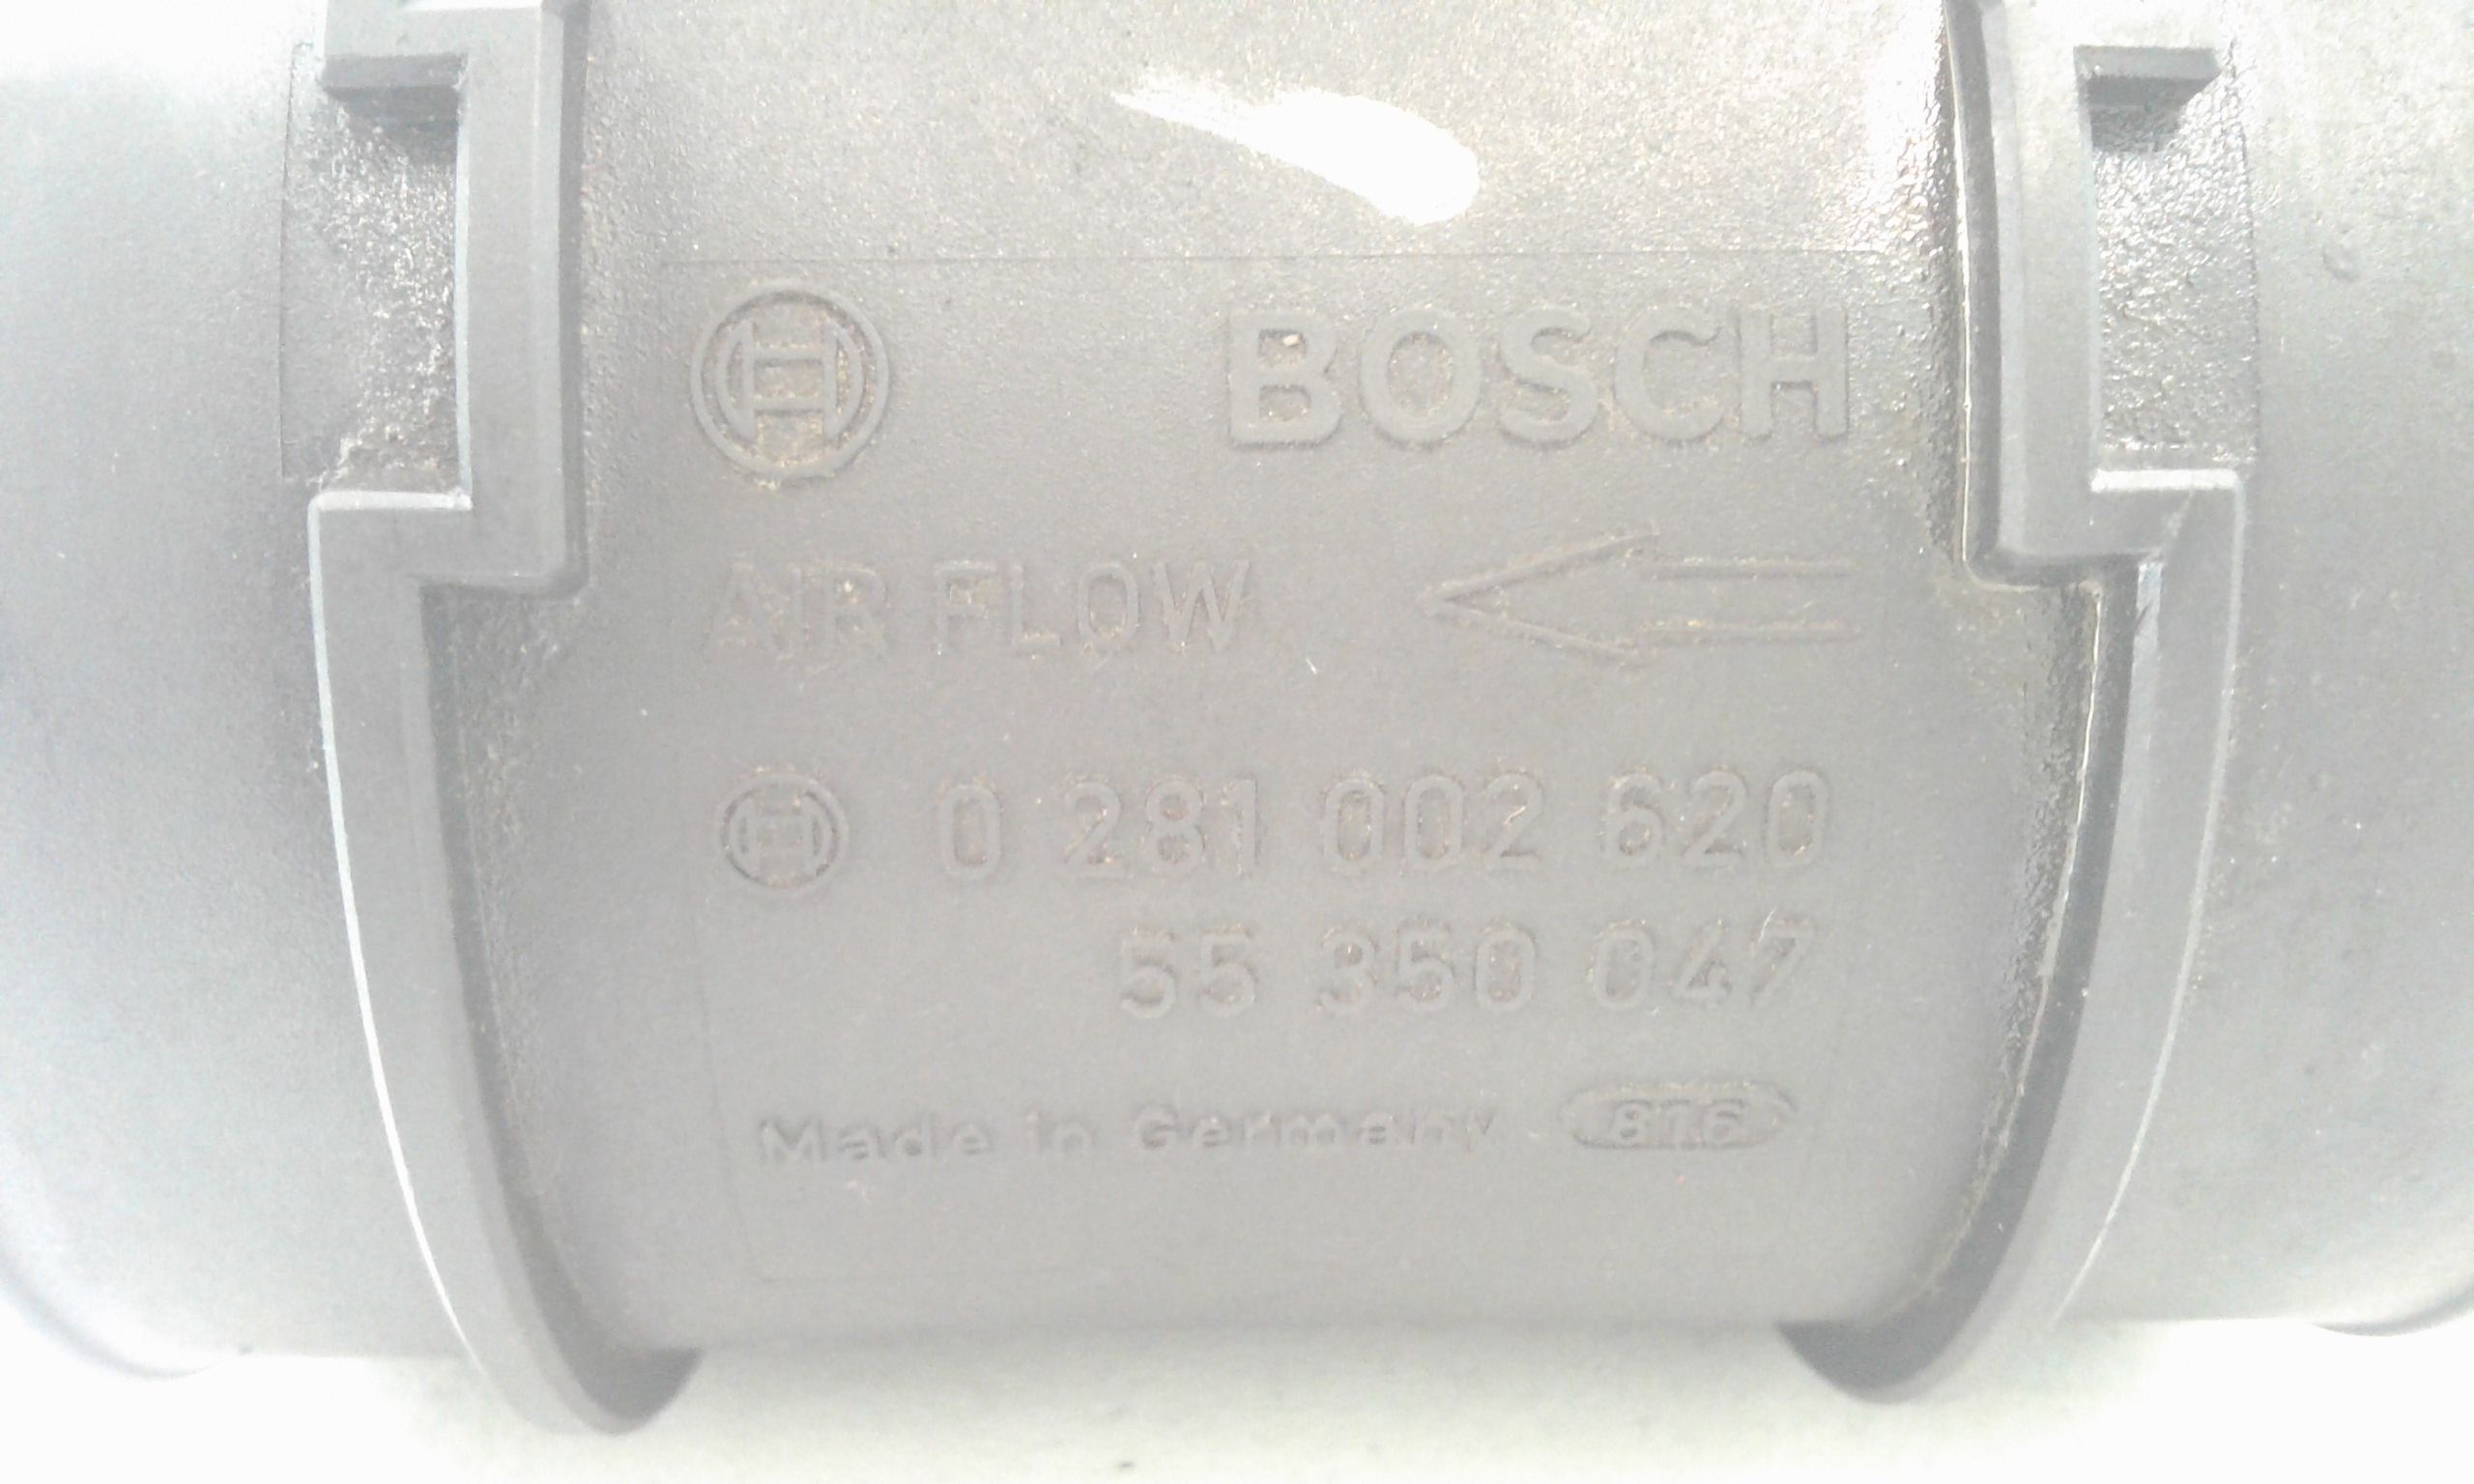 BOSCH
AIR FLOW
0 281 002 620
55 350 047
Made in Germany 816